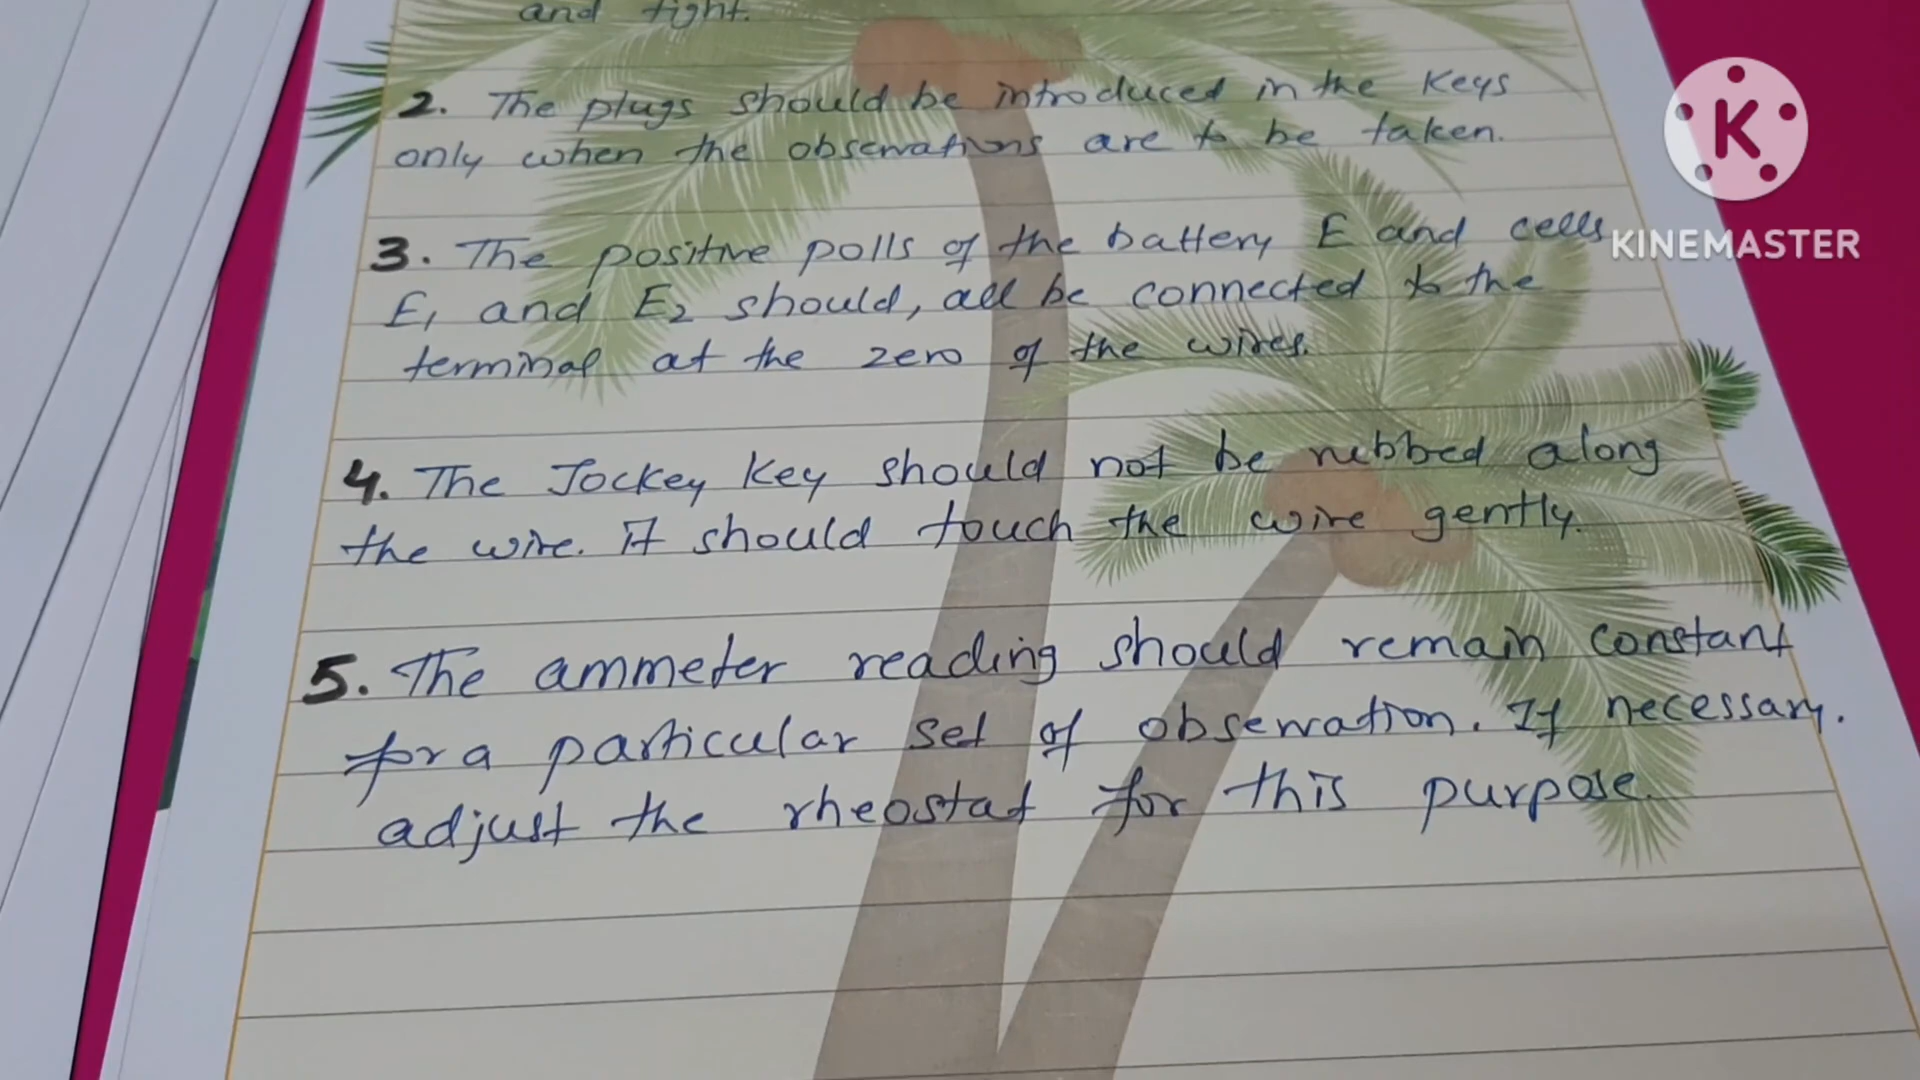 and tight.
2. The plugs should be introduced in the Keys
only when the observations are to be taken.
3. The positive polls of the battery E and cells
E1 and E2 should, all be connected to the
terminal at the zero of the wires.
4. The Jockey Key should not be rubbed along
the wire. It should touch the wire gently.
5. The ammeter reading should remain constant
for a particular set of observation. If necessary.
adjust the rheostat for this purpose.
K
KINEMASTER